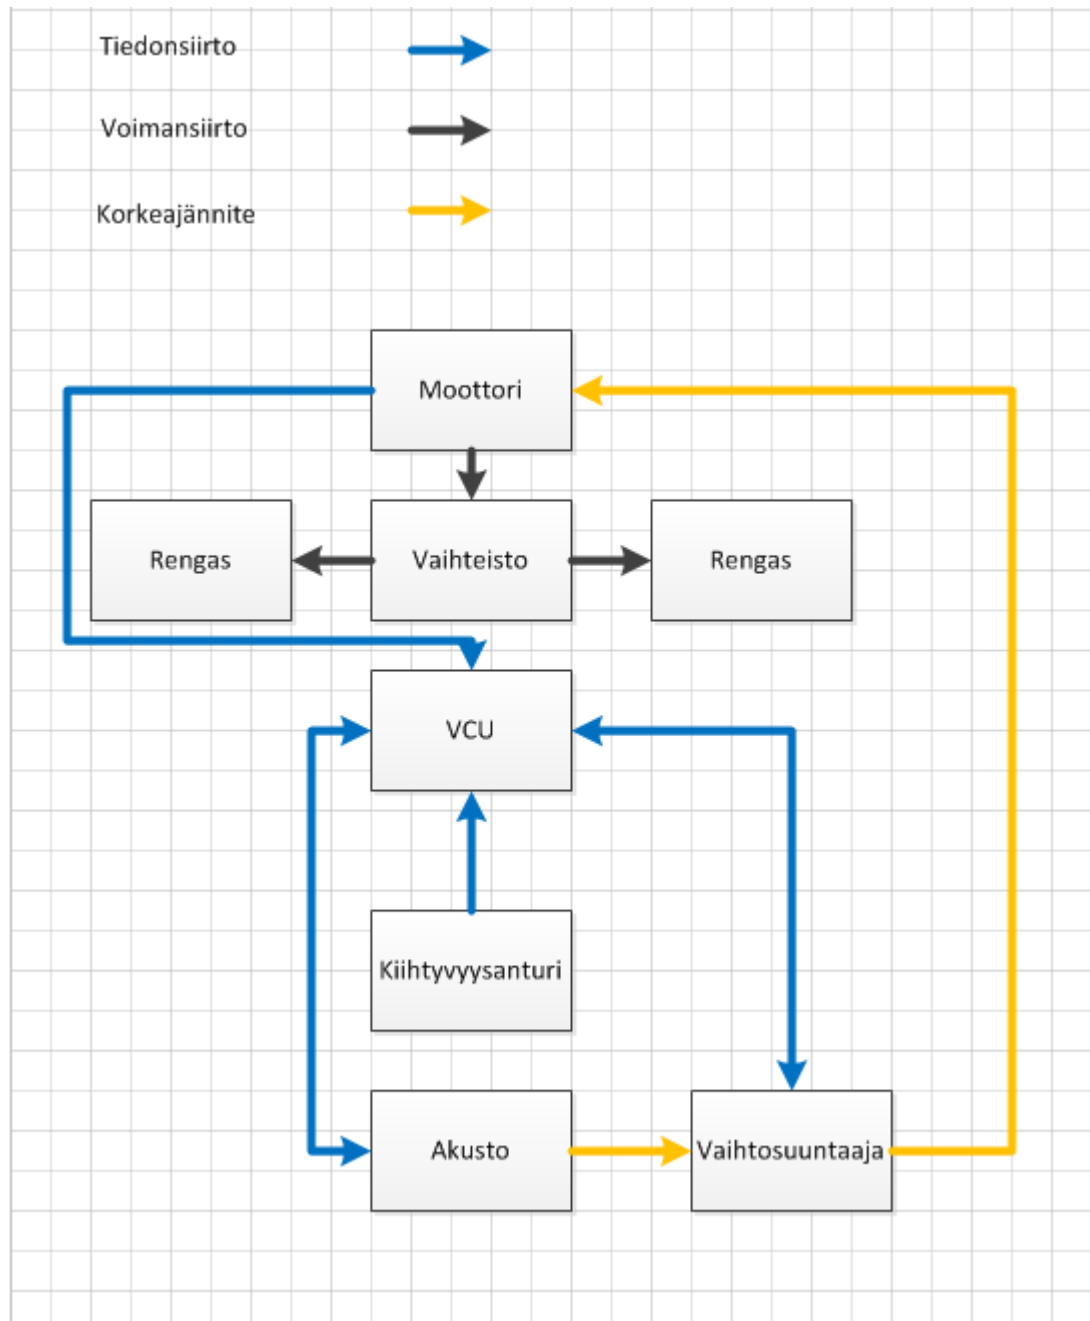 Tiedonsiirto
Voimansiirto
Korkeajännite
Moottori
Rengas
Vaihteisto
Rengas
VCU
Kiihtyvyysanturi
Akusto
Vaihtosuuntaaja